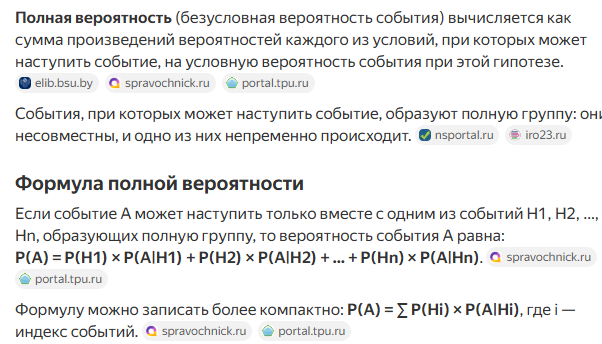 Полная вероятность (безусловная вероятность события) вычисляется как
сумма произведений вероятностей каждого из условий, при которых может
наступить событие, на условную вероятность события при этой гипотезе.
elib.bsu.by spravochnick.ru portal.tpu.ru
События, при которых может наступить событие, образуют полную группу: они
несовместны, и одно из них непременно происходит. nsportal.ru iro23.ru
Формула полной вероятности
Если событие A может наступить только вместе с одним из событий H1, H2, …,
Hn, образующих полную группу, то вероятность события A равна:
P(A) = P(H1) × P(A|H1) + P(H2) × P(A|H2) + … + P(Hn) × P(A|Hn). spravochnick.ru
portal.tpu.ru
Формулу можно записать более компактно: P(A) = ∑ P(Hi) × P(A|Hi), где i —
индекс событий. spravochnick.ru portal.tpu.ru